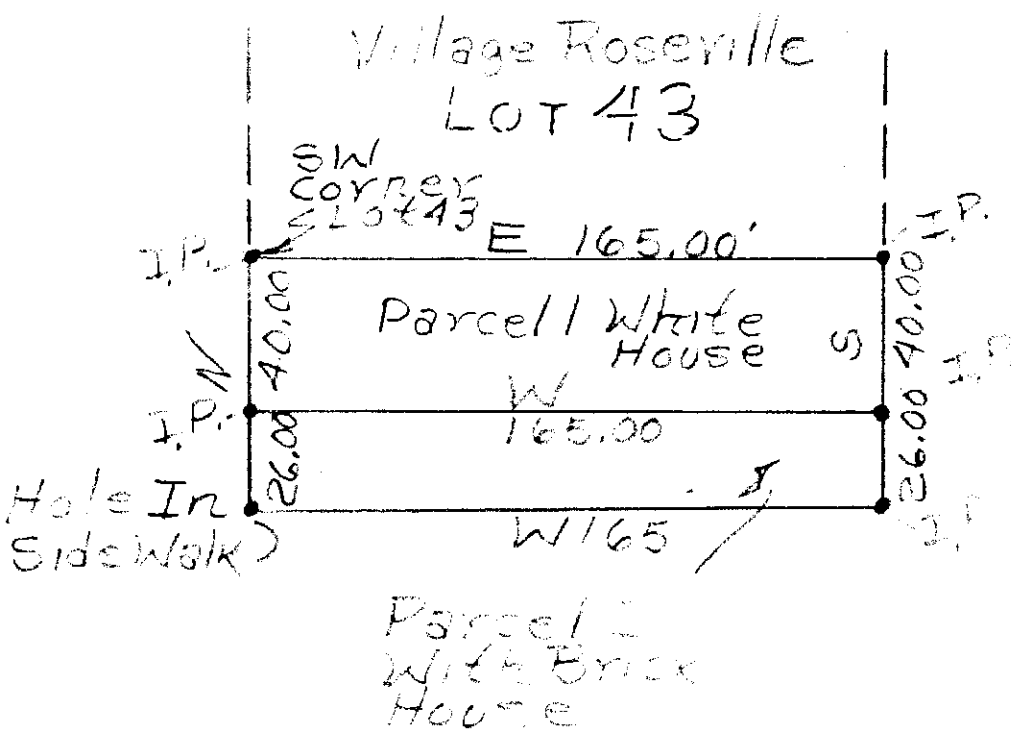 Village Roseville
LOT 43
SW
Corner
Lot 43
I.P.
E 165.00'
I.P.
40.00
Parcel 1 White
House
S
40.00
N
I.P.
W
165.00
I.P.
26.00
26.00
Hole In
SideWalk
W 165
I.P
Parcel
With Brick
House